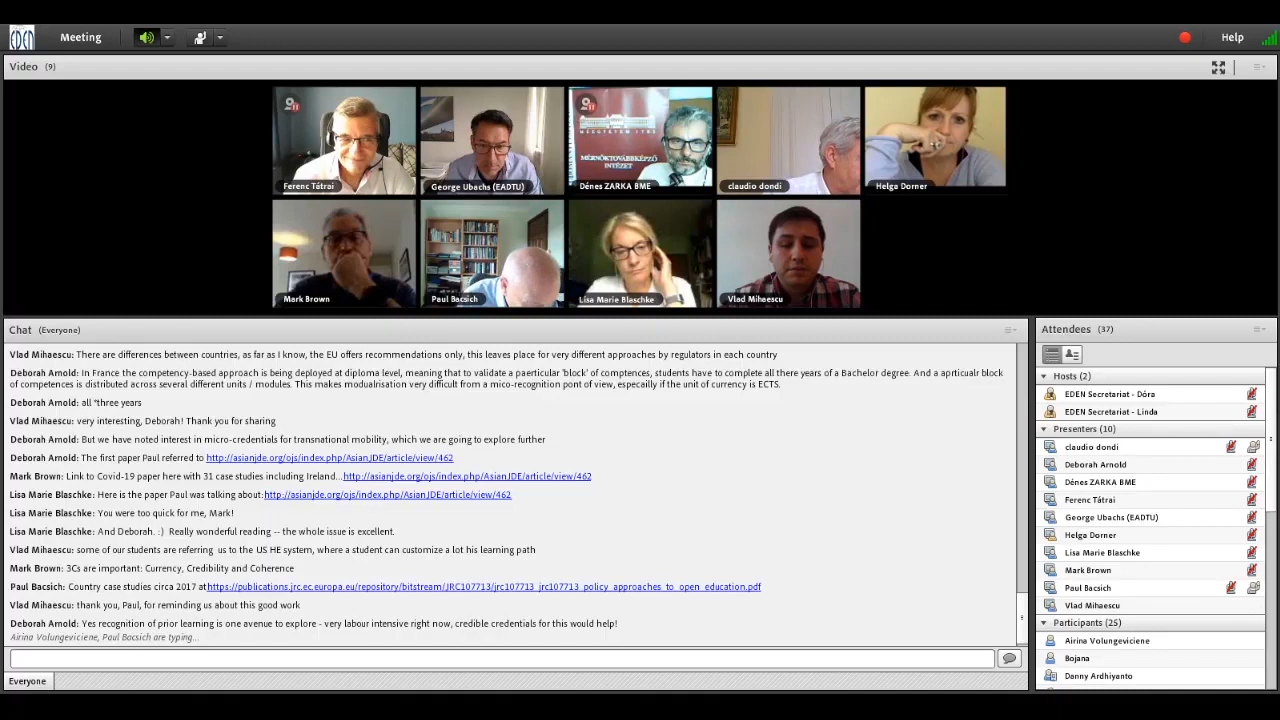 EDEN
Meeting
Help
Video (9)
Ferenc Tátrai
George Ubachs (EADTU)
MŰEGYETEM 1782
MÉRNÖKTOVÁBBKÉPZŐ
INTÉZET
Dénes ZARKA BME
claudio dondi
Helga Dorner
Mark Brown
Paul Bacsich
Lisa Marie Blaschke
Vlad Mihaescu
Chat (Everyone)
Vlad Mihaescu: There are differences between countries, as far as I know, the EU offers recommendations only, this leaves place for very different approaches by regulators in each country
Deborah Arnold: In France the competency-based approach is being deployed at diploma level, meaning that to validate a paerticular 'block' of comptences, students have to complete all there years of a Bachelor degree. And a aprticualr block
of competences is distributed across several different units / modules. This makes modualrisation very difficult from a mico-recognition pont of view, especailly if the unit of currency is ECTS.
Deborah Arnold: all *three years
Vlad Mihaescu: very interesting, Deborah! Thank you for sharing
Deborah Arnold: But we have noted interest in micro-credentials for transnational mobility, which we are going to explore further
Deborah Arnold: The first paper Paul referred to http://asianjde.org/ojs/index.php/AsianJDE/article/view/462
Mark Brown: Link to Covid-19 paper here with 31 case studies including Ireland...http://asianjde.org/ojs/index.php/AsianJDE/article/view/462
Lisa Marie Blaschke: Here is the paper Paul was talking about:http://asianjde.org/ojs/index.php/AsianJDE/article/view/462
Lisa Marie Blaschke: You were too quick for me, Mark!
Lisa Marie Blaschke: And Deborah. :) Really wonderful reading -- the whole issue is excellent.
Vlad Mihaescu: some of our students are referring us to the US HE system, where a student can customize a lot his learning path
Mark Brown: 3Cs are important: Currency, Credibility and Coherence
Paul Bacsich: Country case studies circa 2017 at https://publications.jrc.ec.europa.eu/repository/bitstream/JRC107713/jrc107713_jrc107713_policy_approaches_to_open_education.pdf
Vlad Mihaescu: thank you, Paul, for reminding us about this good work
Deborah Arnold: Yes recognition of prior learning is one avenue to explore - very labour intensive right now, credible credentials for this would help!
Airina Volungeviciene, Paul Bacsich are typing...
Everyone
Attendees (37)
Hosts (2)
EDEN Secretariat - Dóra
EDEN Secretariat - Linda
Presenters (10)
claudio dondi
Deborah Arnold
Dénes ZARKA BME
Ferenc Tátrai
George Ubachs (EADTU)
Helga Dorner
Lisa Marie Blaschke
Mark Brown
Paul Bacsich
Vlad Mihaescu
Participants (25)
Airina Volungeviciene
Bojana
Danny Ardhiyanto